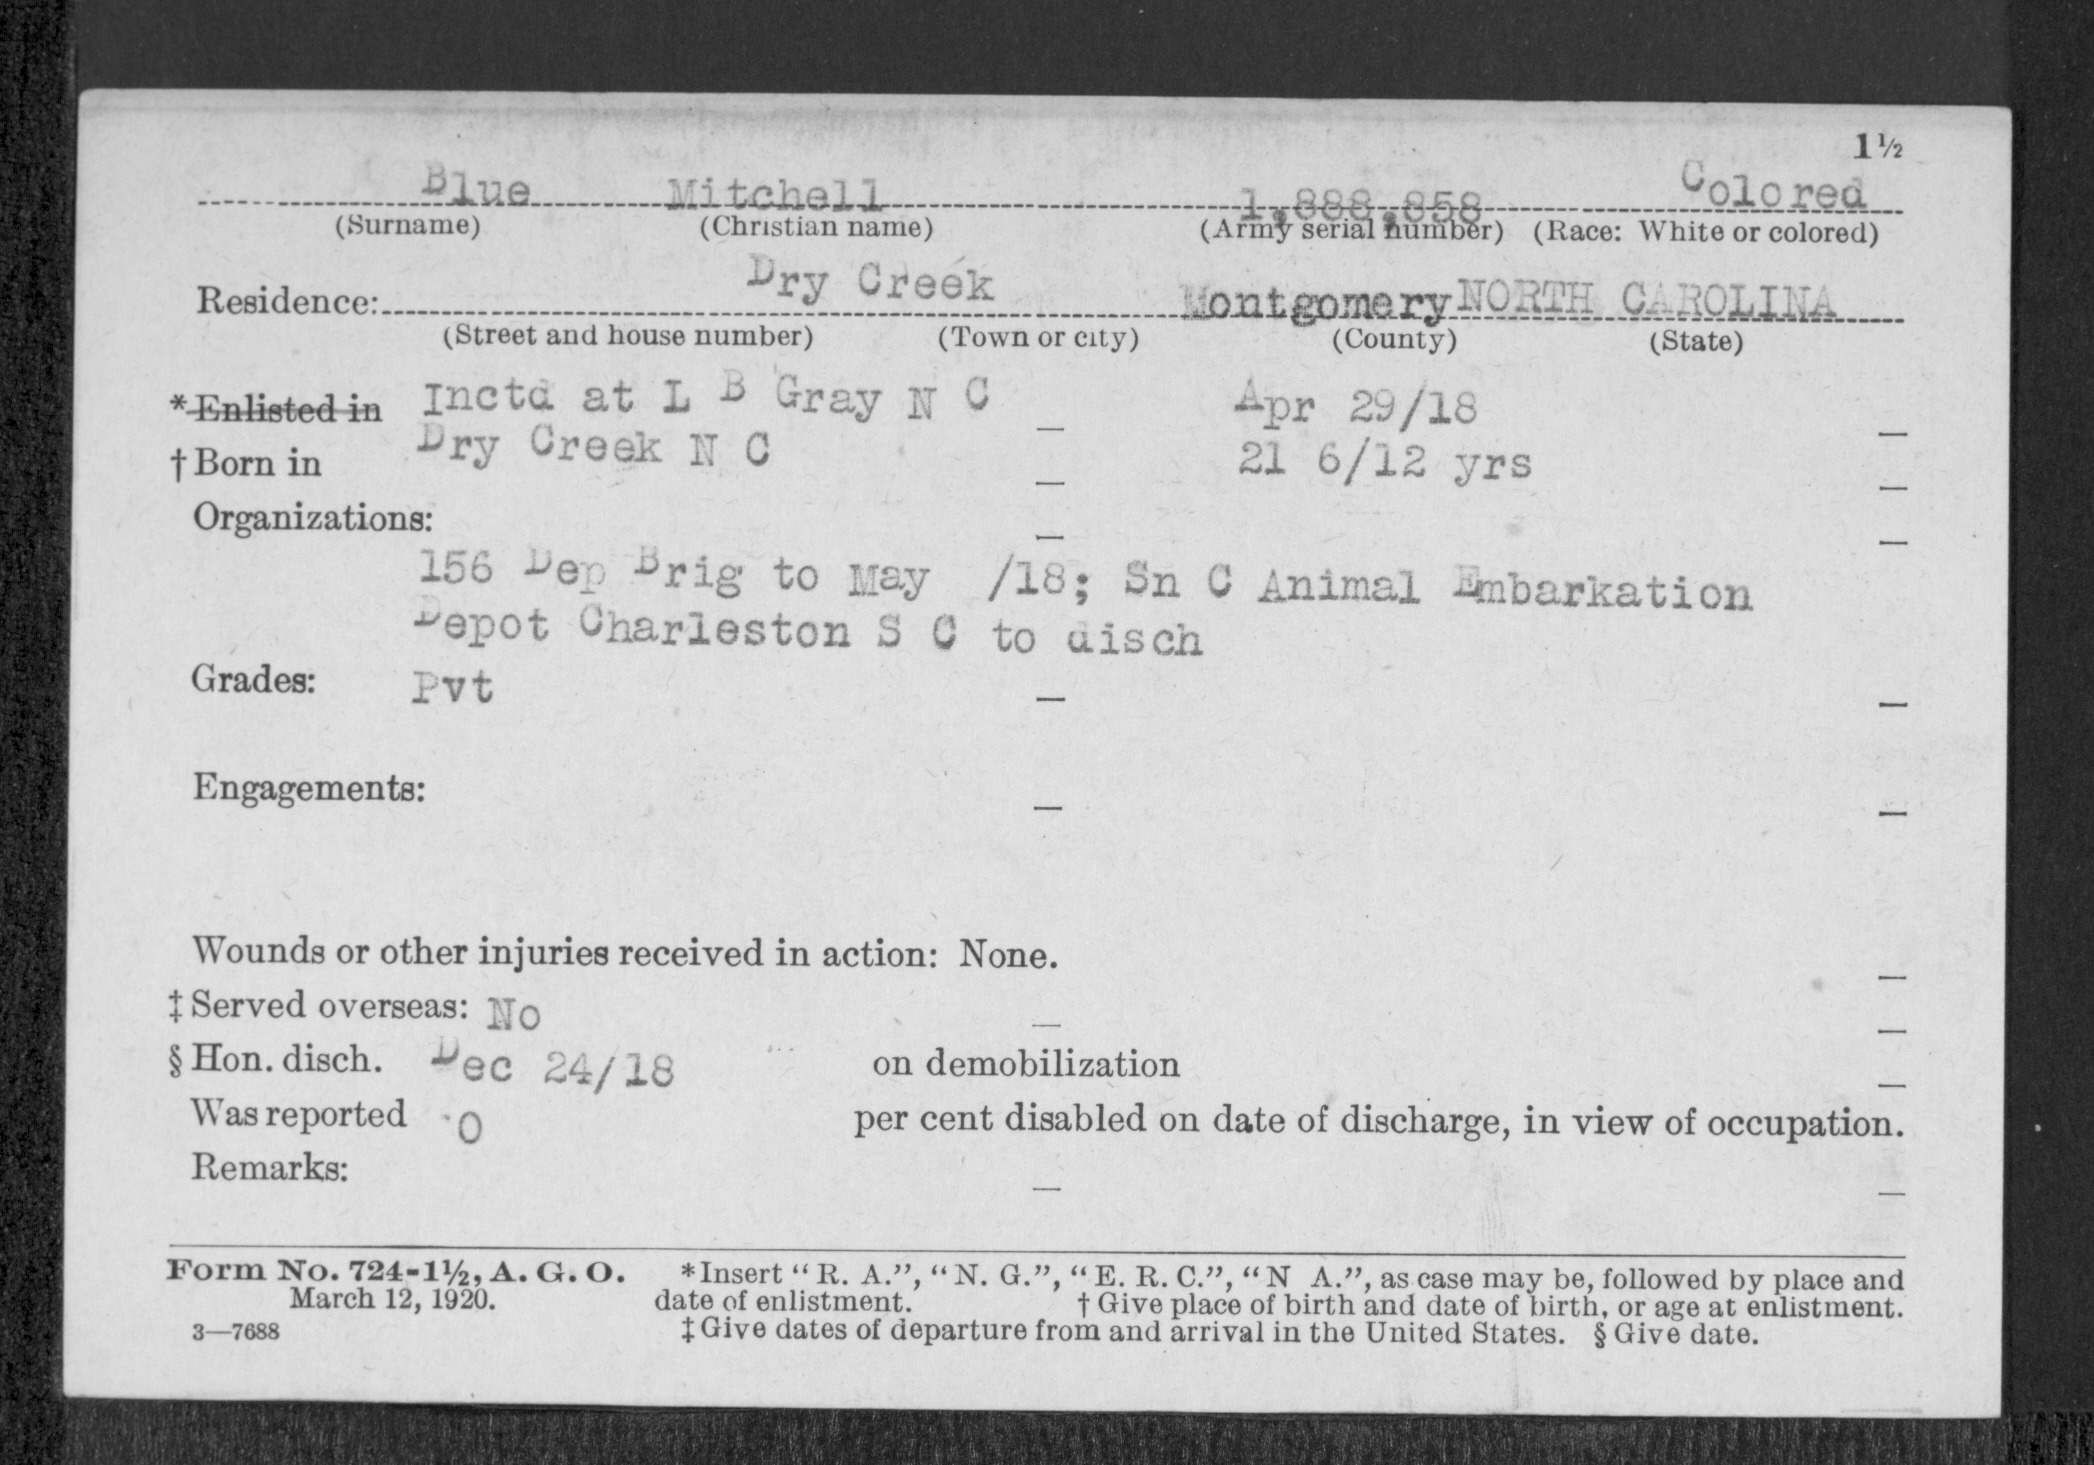 1½
Blue Mitchell 1,888,858 Colored
(Surname) (Christian name) (Army serial number) (Race: White or colored)
Residence: Dry Creek Montgomery NORTH CAROLINA
(Street and house number) (Town or city) (County) (State)
*Enlisted in Inctd at L B Gray N C Apr 29/18
†Born in Dry Creek N C 21 6/12 yrs
Organizations:
156 Dep Brig to May /18; Sn C Animal Embarkation
Depot Charleston S C to disch
Grades: Pvt
Engagements:
Wounds or other injuries received in action: None.
‡Served overseas: No
§Hon. disch. Dec 24/18 on demobilization
Was reported 0 per cent disabled on date of discharge, in view of occupation.
Remarks:
Form No. 724-1½, A. G. O. *Insert "R. A.", "N. G.", "E. R. C.", "N A.", as case may be, followed by place and
March 12, 1920. date of enlistment. †Give place of birth and date of birth, or age at enlistment.
3—7688 ‡Give dates of departure from and arrival in the United States. §Give date.